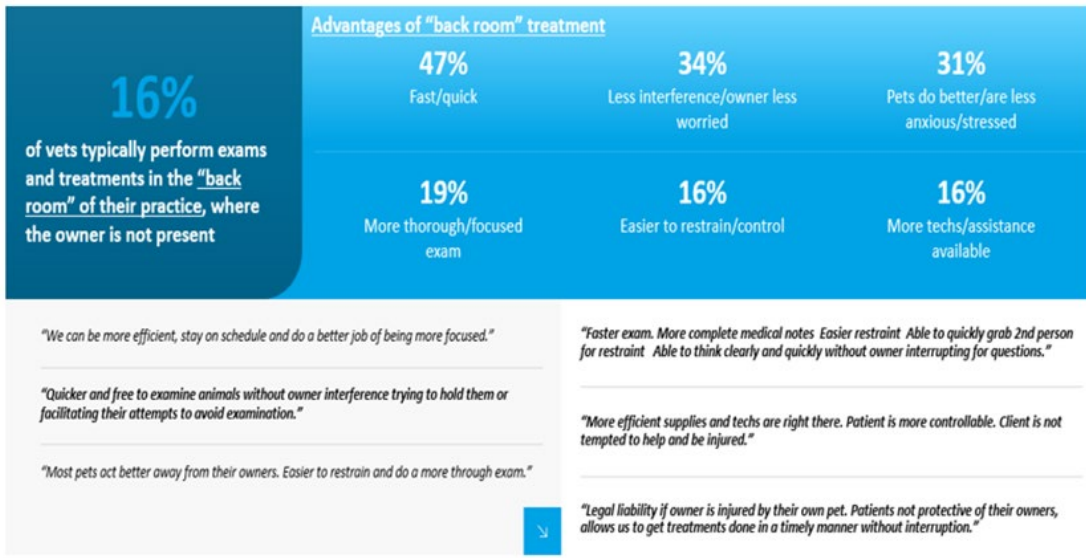 16%
of vets typically perform exams
and treatments in the "back
room" of their practice, where
the owner is not present
Advantages of "back room" treatment
47%
Fast/quick
34%
Less interference/owner less
worried
31%
Pets do better/are less
anxious/stressed
19%
More thorough/focused
exam
16%
Easier to restrain/control
16%
More techs/assistance
available
"We can be more efficient, stay on schedule and do a better job of being more focused."
"Quicker and free to examine animals without owner interference trying to hold them or
facilitating their attempts to avoid examination."
"Most pets act better away from their owners. Easier to restrain and do a more through exam."
"Faster exam. More complete medical notes Easier restraint Able to quickly grab 2nd person
for restraint Able to think clearly and quickly without owner interrupting for questions."
"More efficient supplies and techs are right there. Patient is more controllable. Client is not
tempted to help and be injured."
"Legal liability if owner is injured by their own pet. Patients not protective of their owners,
allows us to get treatments done in a timely manner without interruption."